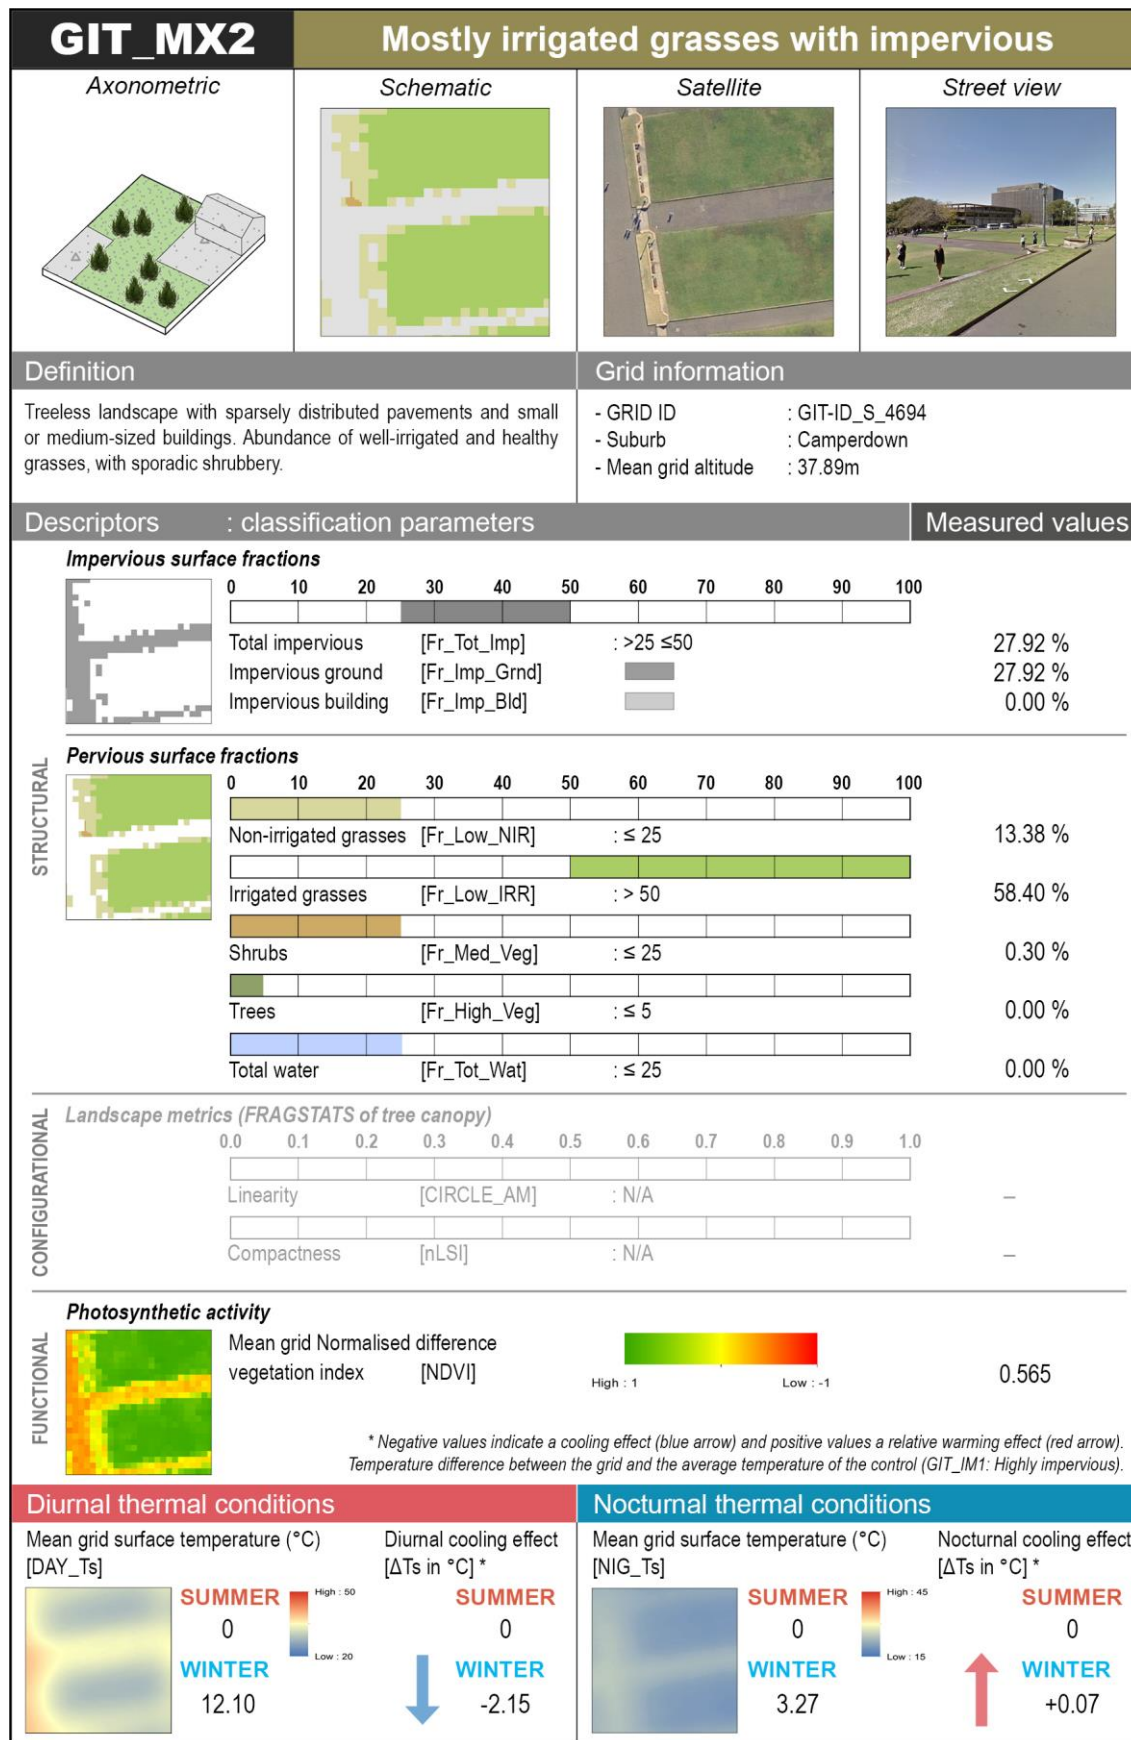 GIT_MX2
Mostly irrigated grasses with impervious
Axonometric
Schematic
Satellite
Street view
Definition
Treeless landscape with sparsely distributed pavements and small
or medium-sized buildings. Abundance of well-irrigated and healthy
grasses, with sporadic shrubbery.
Grid information
- GRID ID : GIT-ID_S_4694
- Suburb : Camperdown
- Mean grid altitude : 37.89m
Descriptors : classification parameters
Measured values
STRUCTURAL
Impervious surface fractions
0 10 20 30 40 50 60 70 80 90 100
Total impervious [Fr_Tot_Imp] : >25 ≤50 27.92 %
Impervious ground [Fr_Imp_Grnd] 27.92 %
Impervious building [Fr_Imp_Bld] 0.00 %
Pervious surface fractions
0 10 20 30 40 50 60 70 80 90 100
Non-irrigated grasses [Fr_Low_NIR] : ≤ 25 13.38 %
Irrigated grasses [Fr_Low_IRR] : > 50 58.40 %
Shrubs [Fr_Med_Veg] : ≤ 25 0.30 %
Trees [Fr_High_Veg] : ≤ 5 0.00 %
Total water [Fr_Tot_Wat] : ≤ 25 0.00 %
CONFIGURATIONAL
Landscape metrics (FRAGSTATS of tree canopy)
0.0 0.1 0.2 0.3 0.4 0.5 0.6 0.7 0.8 0.9 1.0
Linearity [CIRCLE_AM] : N/A –
Compactness [nLSI] : N/A –
FUNCTIONAL
Photosynthetic activity
Mean grid Normalised difference
vegetation index [NDVI] 0.565
High : 1 Low : -1
* Negative values indicate a cooling effect (blue arrow) and positive values a relative warming effect (red arrow).
Temperature difference between the grid and the average temperature of the control (GIT_IM1: Highly impervious).
Diurnal thermal conditions
Mean grid surface temperature (°C)
[DAY_Ts]
SUMMER
0
WINTER
12.10
High : 50
Low : 20
Diurnal cooling effect
[ΔTs in °C] *
SUMMER
0
WINTER
-2.15
Nocturnal thermal conditions
Mean grid surface temperature (°C)
[NIG_Ts]
SUMMER
0
WINTER
3.27
High : 45
Low : 15
Nocturnal cooling effect
[ΔTs in °C] *
SUMMER
0
WINTER
+0.07